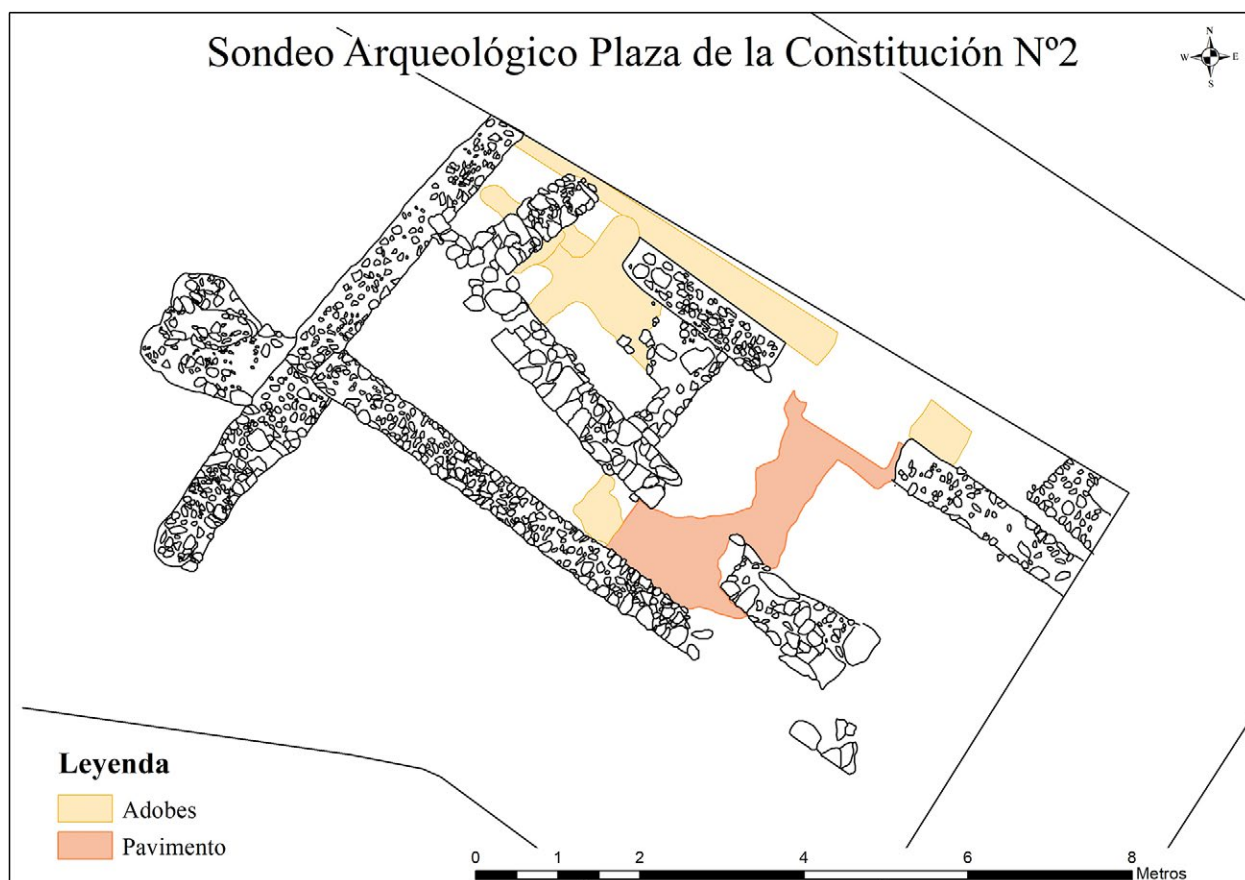 Sondeo Arqueológico Plaza de la Constitución Nº2
N
W E
S
Leyenda
Adobes
Pavimento
0 1 2 4 6 8
Metros